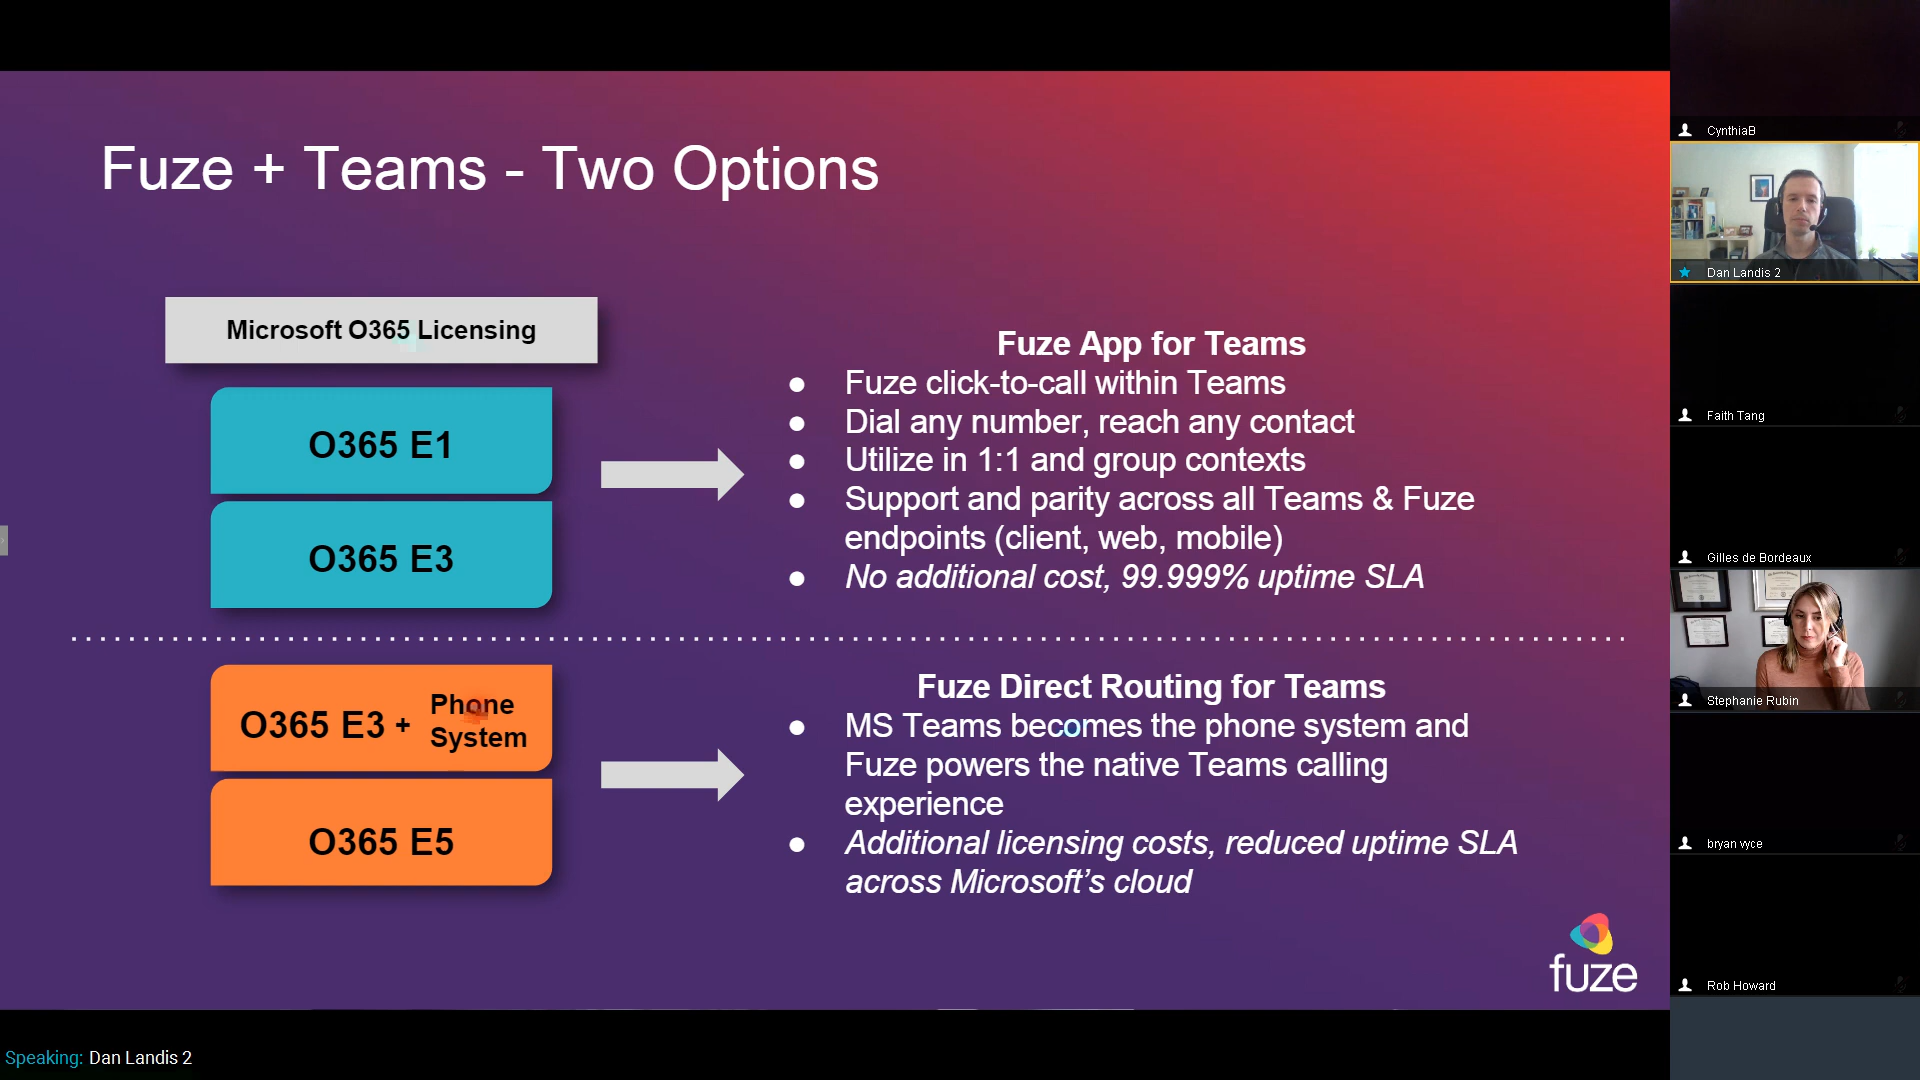 Fuze + Teams - Two Options
Microsoft O365 Licensing
O365 E1
O365 E3
Fuze App for Teams
● Fuze click-to-call within Teams
● Dial any number, reach any contact
● Utilize in 1:1 and group contexts
● Support and parity across all Teams & Fuze
endpoints (client, web, mobile)
● No additional cost, 99.999% uptime SLA
O365 E3 + Phone
System
O365 E5
Fuze Direct Routing for Teams
● MS Teams becomes the phone system and
Fuze powers the native Teams calling
experience
● Additional licensing costs, reduced uptime SLA
across Microsoft’s cloud
fuze
CynthiaB
Dan Landis 2
Faith Tang
Gilles de Bordeaux
Stephanie Rubin
bryan vyce
Rob Howard
Speaking: Dan Landis 2